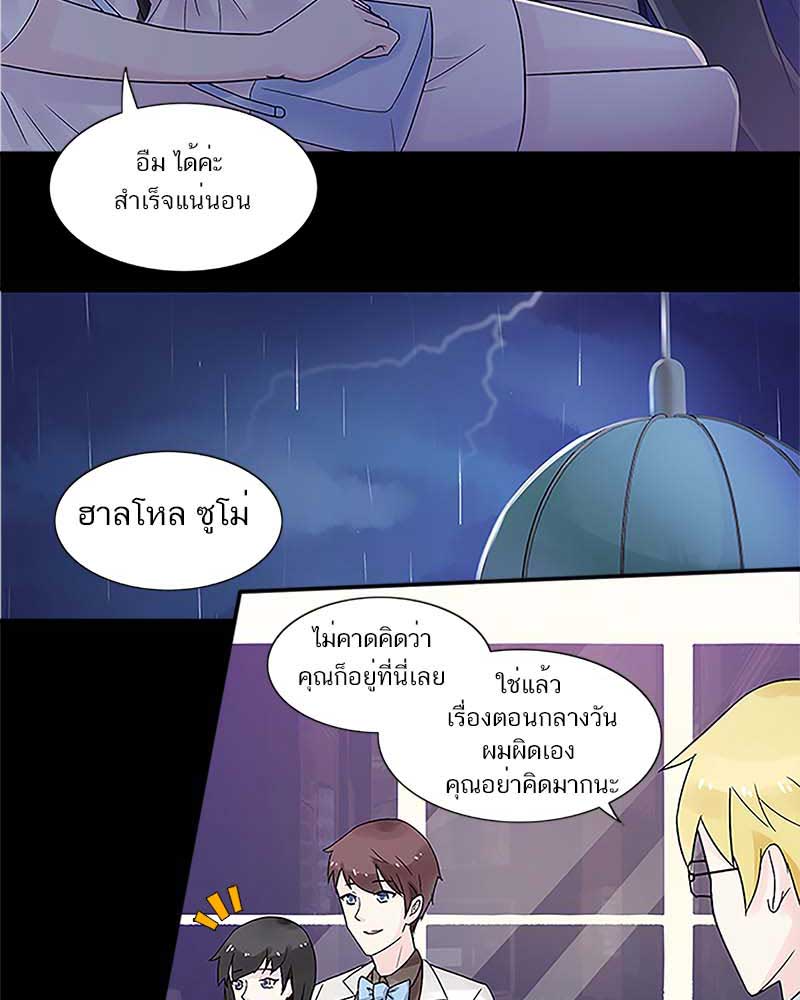 อืม ได้ค่ะ
สำเร็จแน่นอน
ฮาลโหล ซูโม่
ไม่คาดคิดว่า
คุณก็อยู่ที่นี่เลย
ใช่แล้ว
เรื่องตอนกลางวัน
ผมผิดเอง
คุณอย่าคิดมากนะ